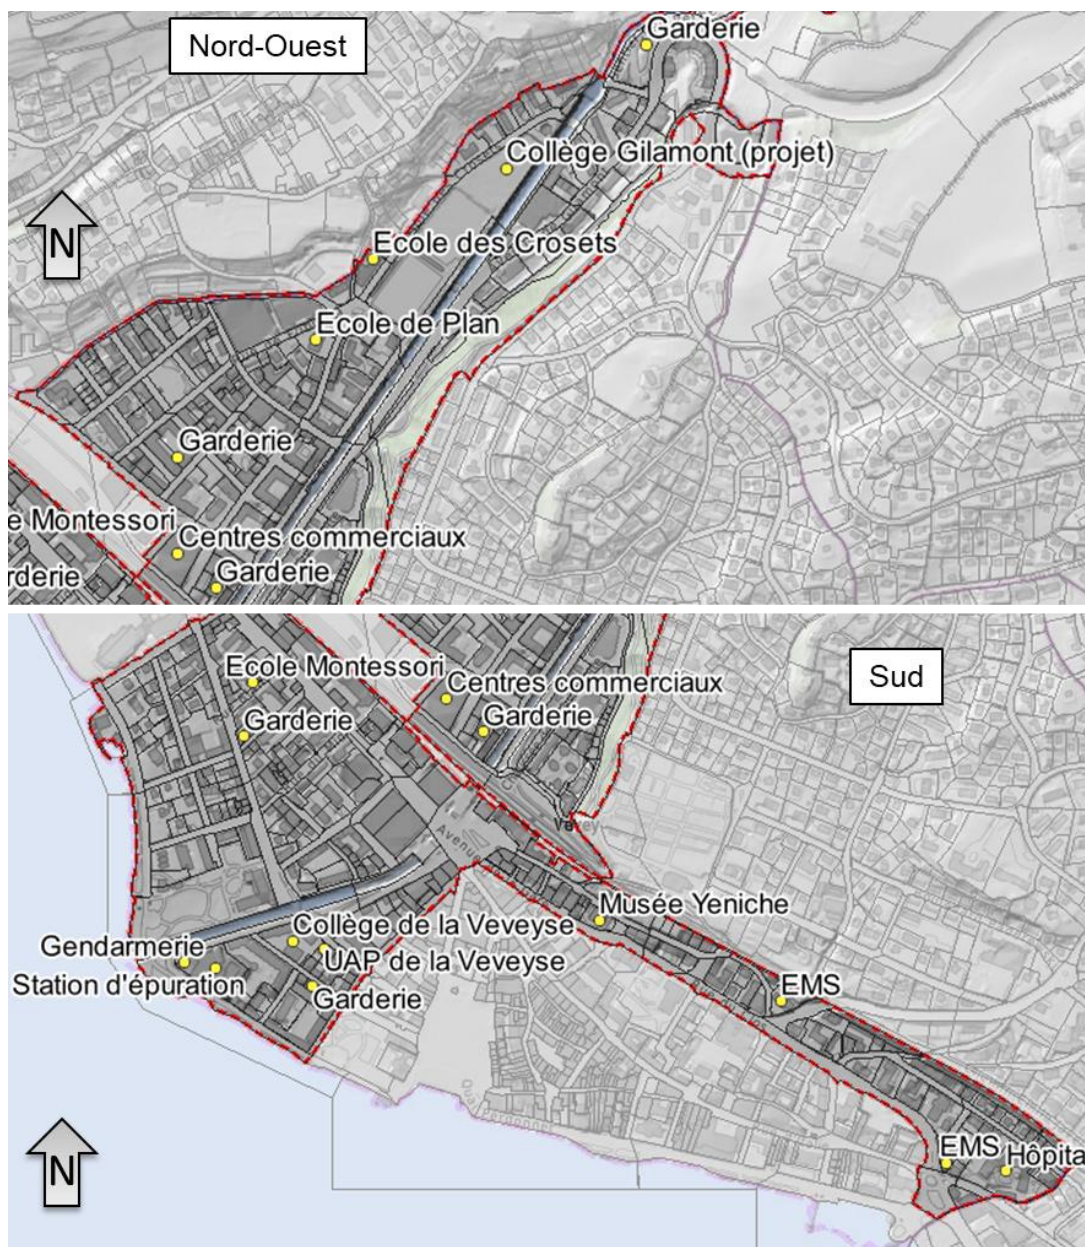 Garderie
Nord-Ouest
Collège Gilamont (projet)
N
Ecole des Crosets
Ecole de Plan
Garderie
e Montessori
Centres commerciaux
rderie
Garderie
Ecole Montessori
Sud
Centres commerciaux
Garderie
Garderie
Vevey
Avenue
Musée Yeniche
Collège de la Veveyse
Gendarmerie
UAP de la Veveyse
Station d'épuration
EMS
Garderie
N
EMS
Hôpita